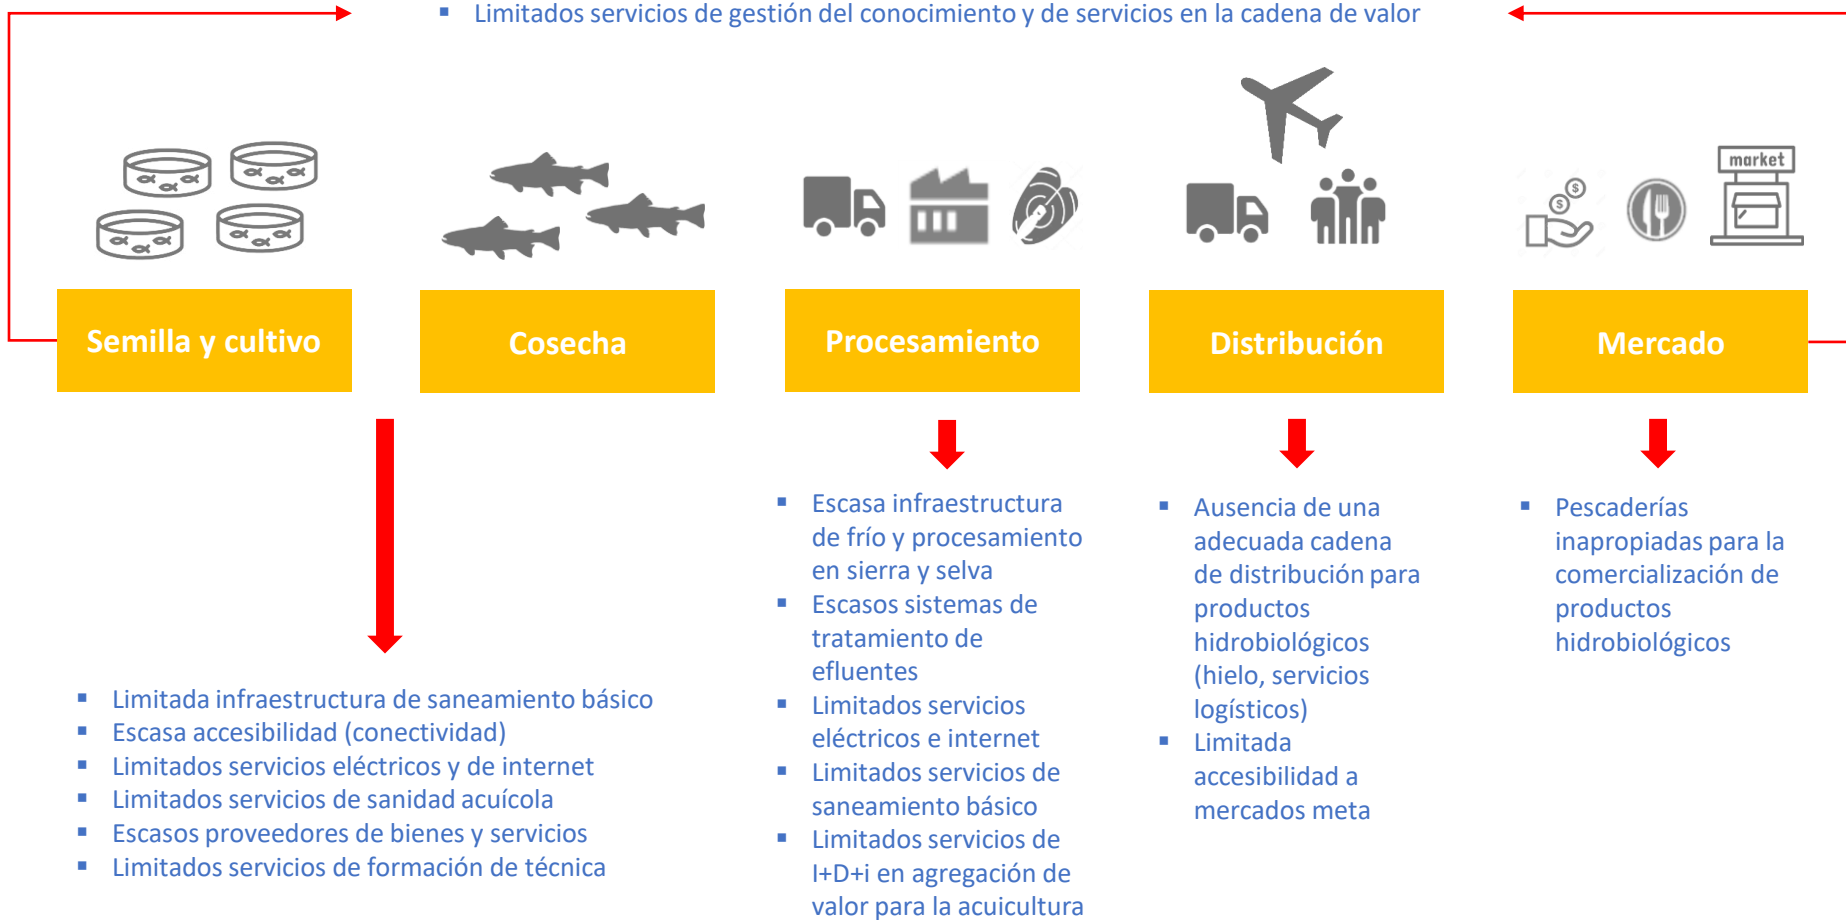 ▪ Limitados servicios de gestión del conocimiento y de servicios en la cadena de valor
market
Semilla y cultivo
Cosecha
Procesamiento
Distribución
Mercado
▪ Limitada infraestructura de saneamiento básico
▪ Escasa accesibilidad (conectividad)
▪ Limitados servicios eléctricos y de internet
▪ Limitados servicios de sanidad acuícola
▪ Escasos proveedores de bienes y servicios
▪ Limitados servicios de formación de técnica
▪ Escasa infraestructura
de frío y procesamiento
en sierra y selva
▪ Escasos sistemas de
tratamiento de
efluentes
▪ Limitados servicios
eléctricos e internet
▪ Limitados servicios de
saneamiento básico
▪ Limitados servicios de
I+D+i en agregación de
valor para la acuicultura
▪ Ausencia de una
adecuada cadena
de distribución para
productos
hidrobiológicos
(hielo, servicios
logísticos)
▪ Limitada
accesibilidad a
mercados meta
▪ Pescaderías
inapropiadas para la
comercialización de
productos
hidrobiológicos